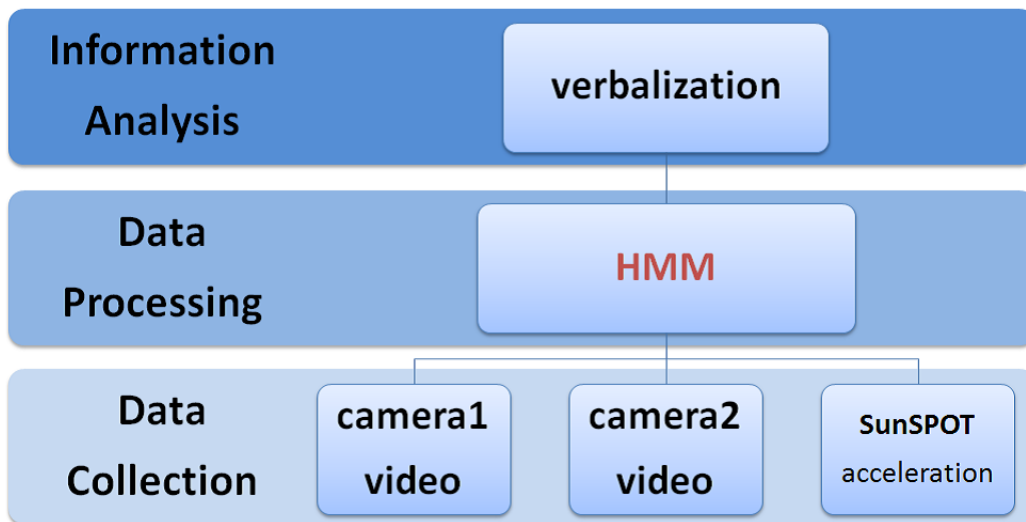 Information
Analysis
verbalization
Data
Processing
HMM
Data
Collection
camera1
video
camera2
video
SunSPOT
acceleration